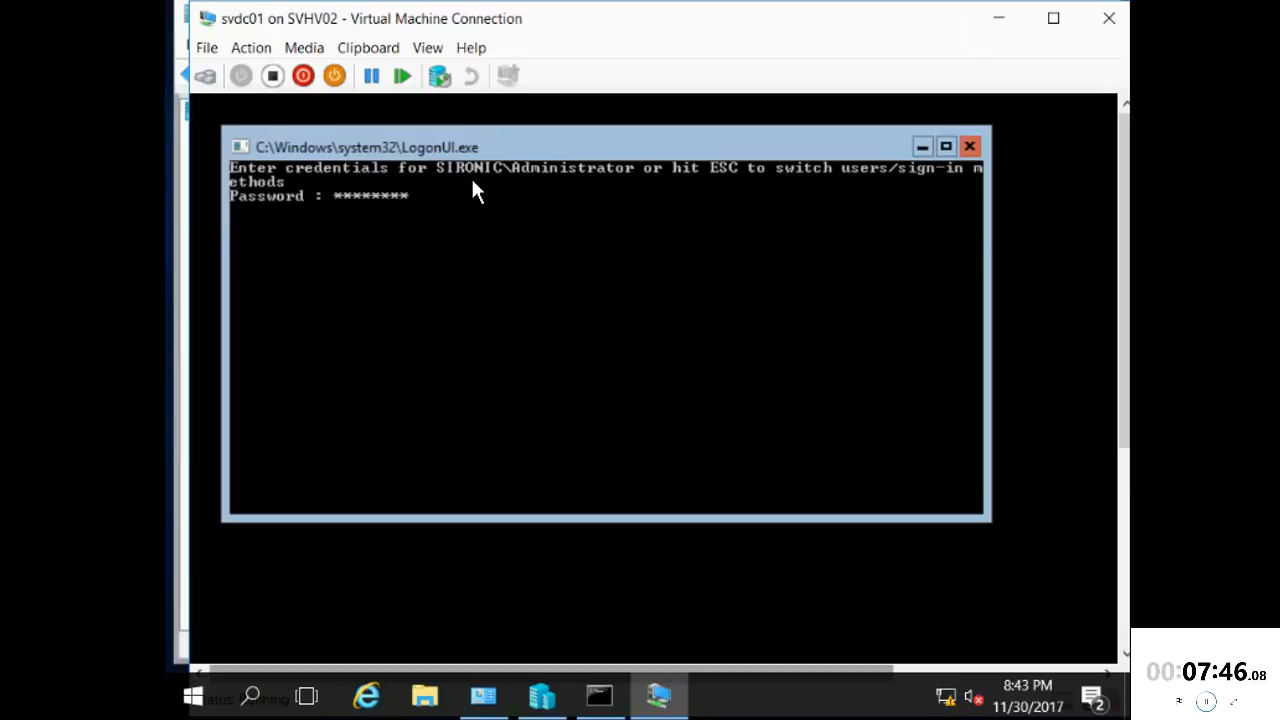 svdc01 on SVHV02 - Virtual Machine Connection
File Action Media Clipboard View Help
C:\Windows\system32\LogonUI.exe
Enter credentials for SIRONIC\Administrator or hit ESC to switch users/sign-in m
ethods
Password : ********
00:07:46.08
8:43 PM
11/30/2017
2